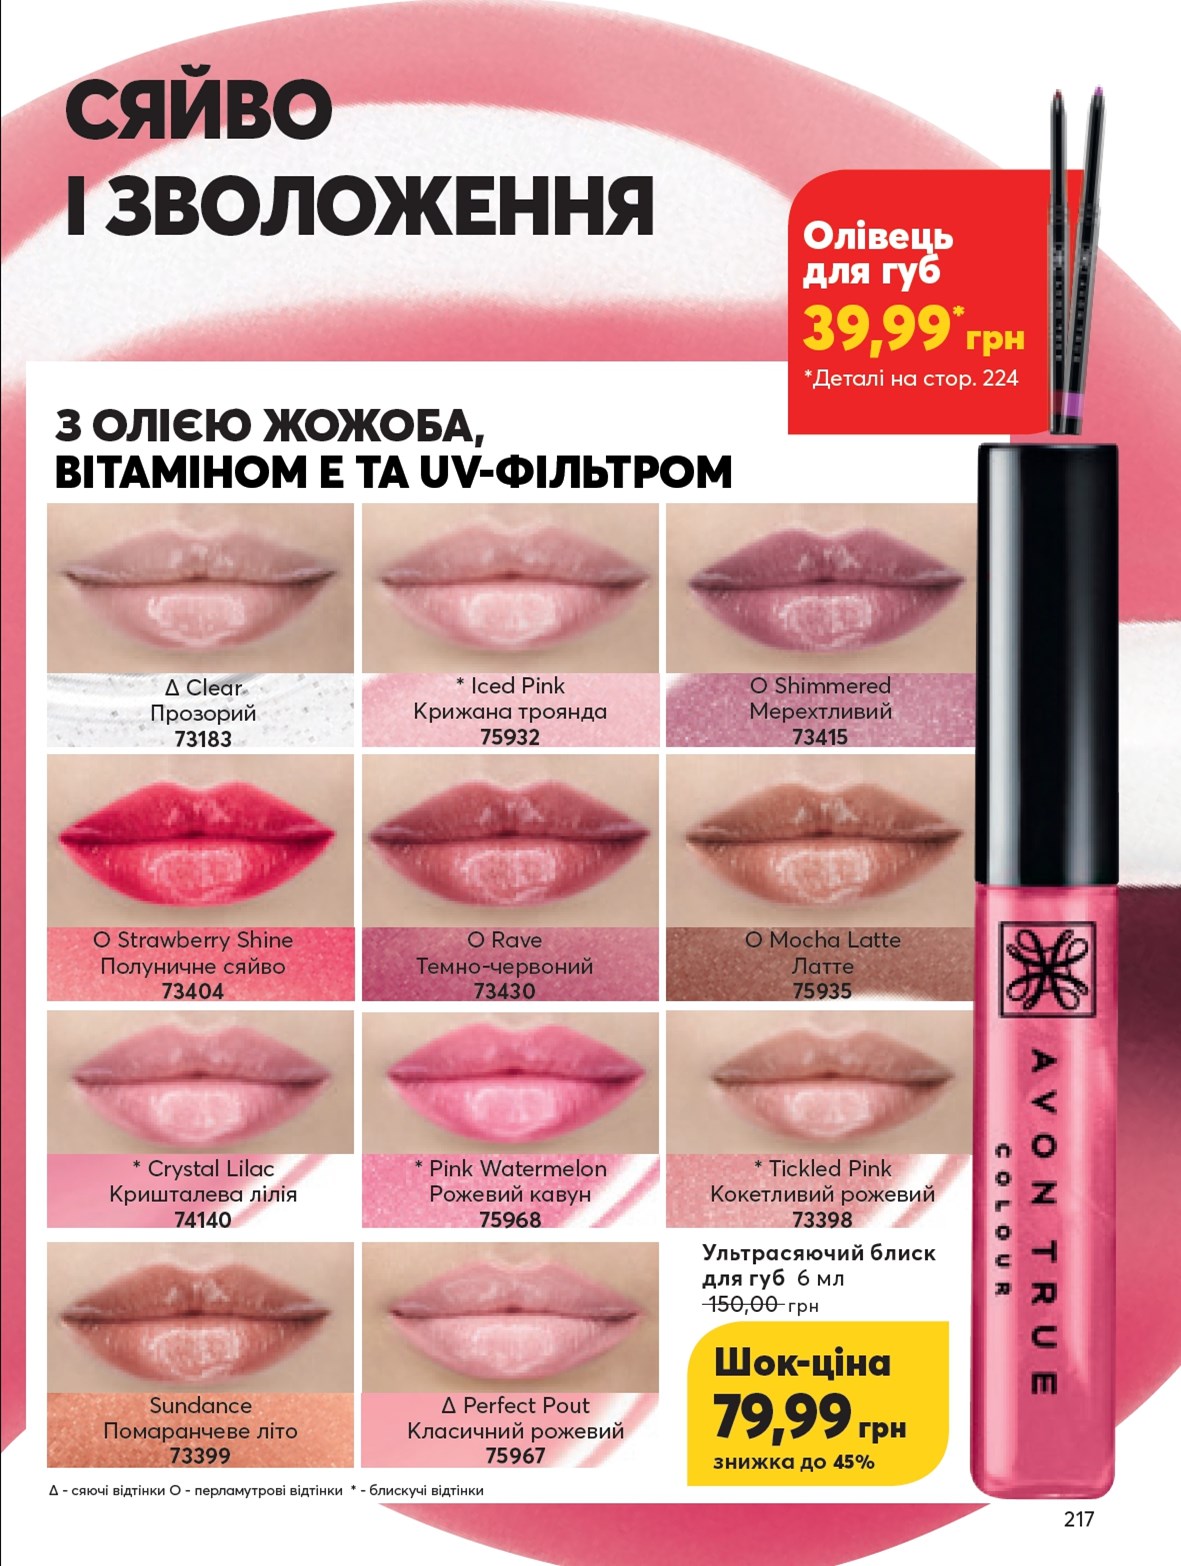 СЯЙВО
І ЗВОЛОЖЕННЯ
Олівець
для губ
39,99* грн
*Деталі на стор. 224
З ОЛІЄЮ ЖОЖОБА,
ВІТАМІНОМ Е ТА UV-ФІЛЬТРОМ
Δ Clear
Прозорий
73183
* Iced Pink
Крижана троянда
75932
O Shimmered
Мерехтливий
73415
O Strawberry Shine
Полуничне сяйво
73404
O Rave
Темно-червоний
73430
O Mocha Latte
Латте
75935
* Crystal Lilac
Кришталева лілія
74140
* Pink Watermelon
Рожевий кавун
75968
* Tickled Pink
Кокетливий рожевий
73398
Sundance
Помаранчеве літо
73399
Δ Perfect Pout
Класичний рожевий
75967
Ультрасяючий блиск
для губ 6 мл
150,00 грн
Шок-ціна
79,99 грн
знижка до 45%
AVON TRUE
COLOUR
Δ - сяючі відтінки O - перламутрові відтінки * - блискучі відтінки
217